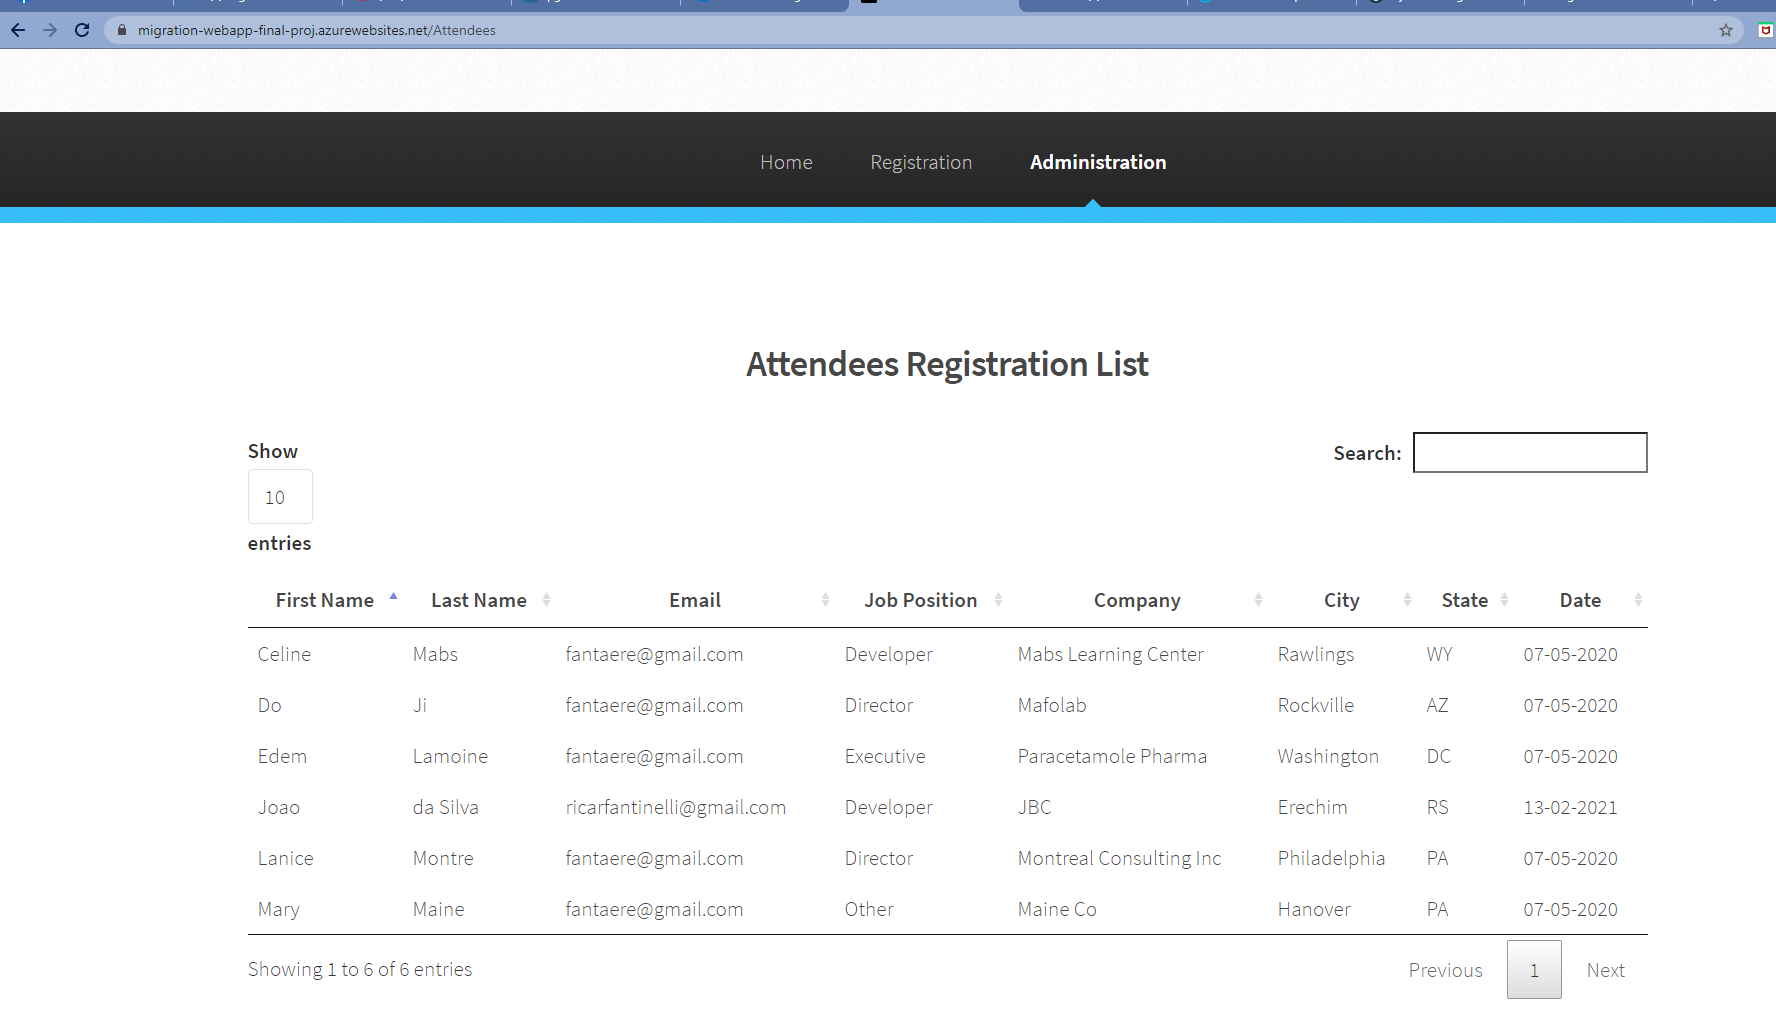 migration-webapp-final-proj.azurewebsites.net/Attendees
Home Registration Administration
Attendees Registration List
Show
10
entries
Search:
First Name Last Name Email Job Position Company City State Date
Celine Mabs fantaere@gmail.com Developer Mabs Learning Center Rawlings WY 07-05-2020
Do Ji fantaere@gmail.com Director Mafolab Rockville AZ 07-05-2020
Edem Lamoine fantaere@gmail.com Executive Paracetamole Pharma Washington DC 07-05-2020
Joao da Silva ricarfantinelli@gmail.com Developer JBC Erechim RS 13-02-2021
Lanice Montre fantaere@gmail.com Director Montreal Consulting Inc Philadelphia PA 07-05-2020
Mary Maine fantaere@gmail.com Other Maine Co Hanover PA 07-05-2020
Showing 1 to 6 of 6 entries
Previous 1 Next